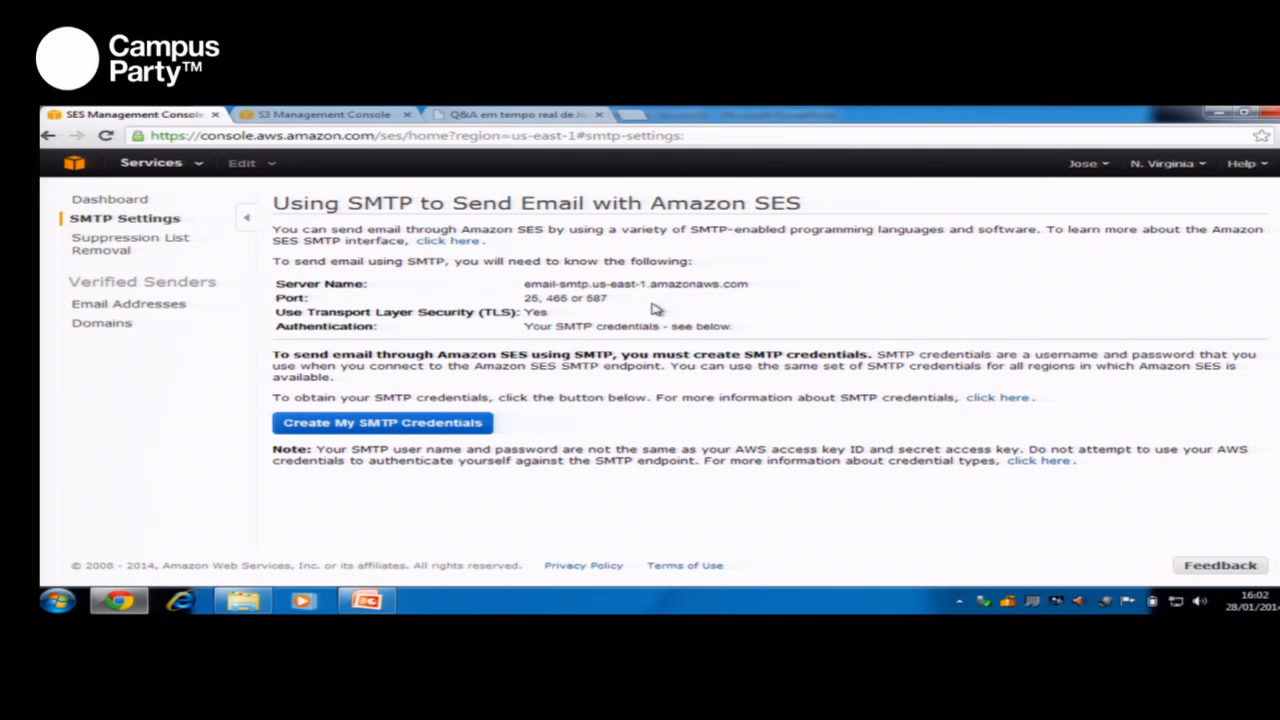 Campus
Party™
SES Management Console
S3 Management Console
Q&A em tempo real de Jo
https://console.aws.amazon.com/ses/home?region=us-east-1#smtp-settings:
Services Edit Jose N. Virginia Help
Dashboard
SMTP Settings
Suppression List
Removal
Verified Senders
Email Addresses
Domains
Using SMTP to Send Email with Amazon SES
You can send email through Amazon SES by using a variety of SMTP-enabled programming languages and software. To learn more about the Amazon
SES SMTP interface, click here.
To send email using SMTP, you will need to know the following:
Server Name: email-smtp.us-east-1.amazonaws.com
Port: 25, 465 or 587
Use Transport Layer Security (TLS): Yes
Authentication: Your SMTP credentials - see below.
To send email through Amazon SES using SMTP, you must create SMTP credentials. SMTP credentials are a username and password that you
use when you connect to the Amazon SES SMTP endpoint. You can use the same set of SMTP credentials for all regions in which Amazon SES is
available.
To obtain your SMTP credentials, click the button below. For more information about SMTP credentials, click here.
Create My SMTP Credentials
Note: Your SMTP user name and password are not the same as your AWS access key ID and secret access key. Do not attempt to use your AWS
credentials to authenticate yourself against the SMTP endpoint. For more information about credential types, click here.
© 2008 - 2014, Amazon Web Services, Inc. or its affiliates. All rights reserved. Privacy Policy Terms of Use
Feedback
16:02
28/01/201